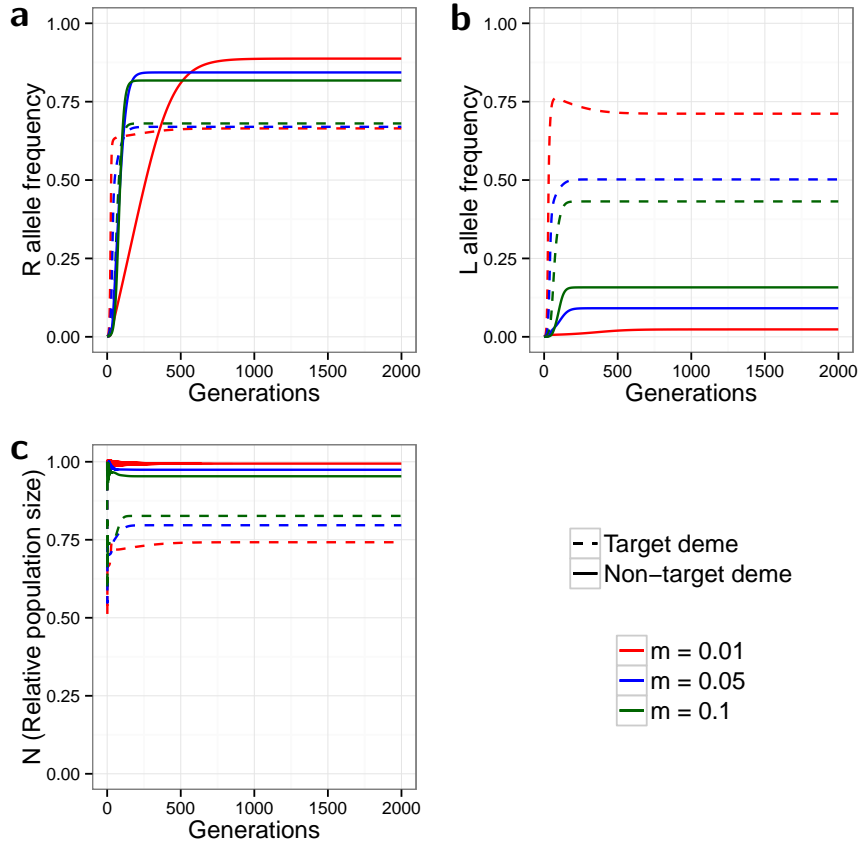 a
R allele frequency
1.00
0.75
0.50
0.25
0.00
0 500 1000 1500 2000
Generations
b
L allele frequency
1.00
0.75
0.50
0.25
0.00
0 500 1000 1500 2000
Generations
c
N (Relative population size)
1.00
0.75
0.50
0.25
0.00
0 500 1000 1500 2000
Generations
Target deme
Non−target deme
m = 0.01
m = 0.05
m = 0.1